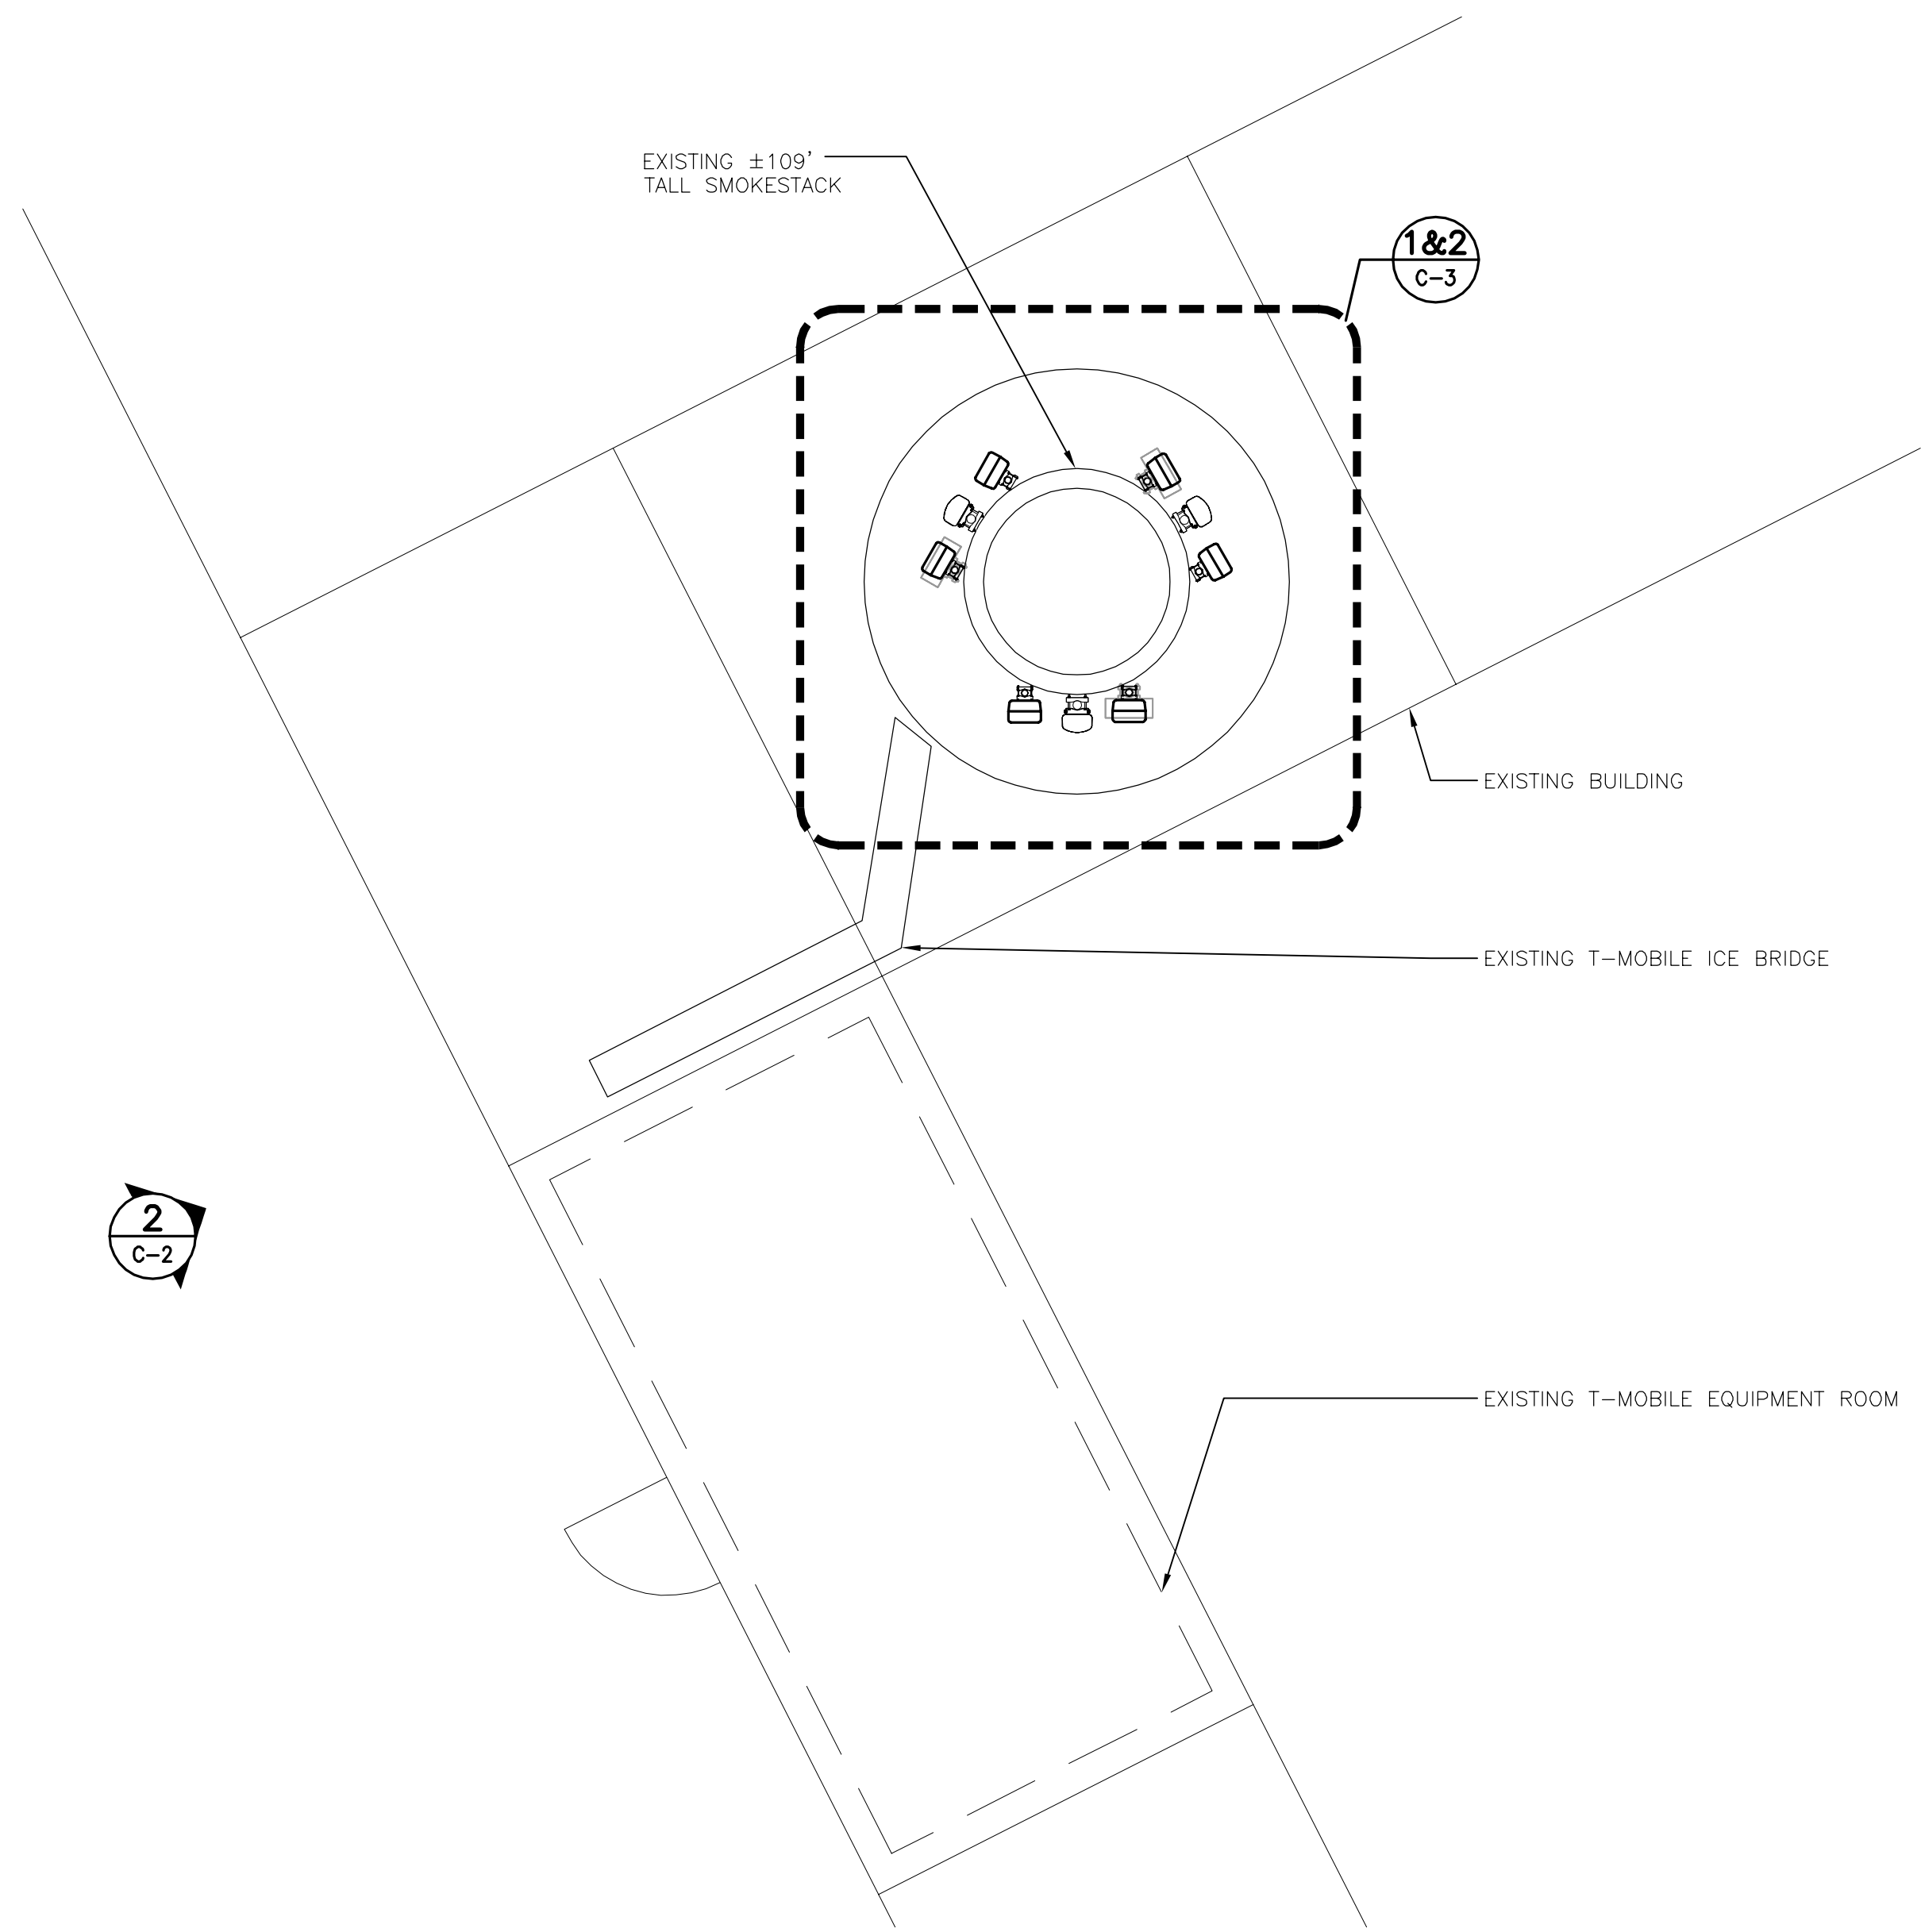 EXISTING ±109'
TALL SMOKESTACK
1&2
C-3
EXISTING BUILDING
EXISTING T-MOBILE ICE BRIDGE
2
C-2
EXISTING T-MOBILE EQUIPMENT ROOM